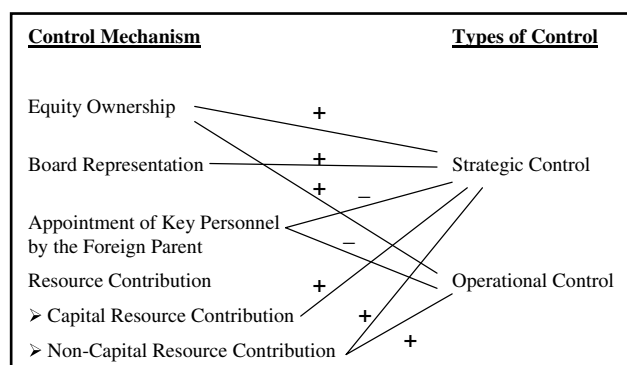 Control Mechanism Types of Control
Equity Ownership
+
Board Representation + Strategic Control
+ –
Appointment of Key Personnel
by the Foreign Parent
–
Resource Contribution + Operational Control
➢ Capital Resource Contribution +
➢ Non-Capital Resource Contribution +